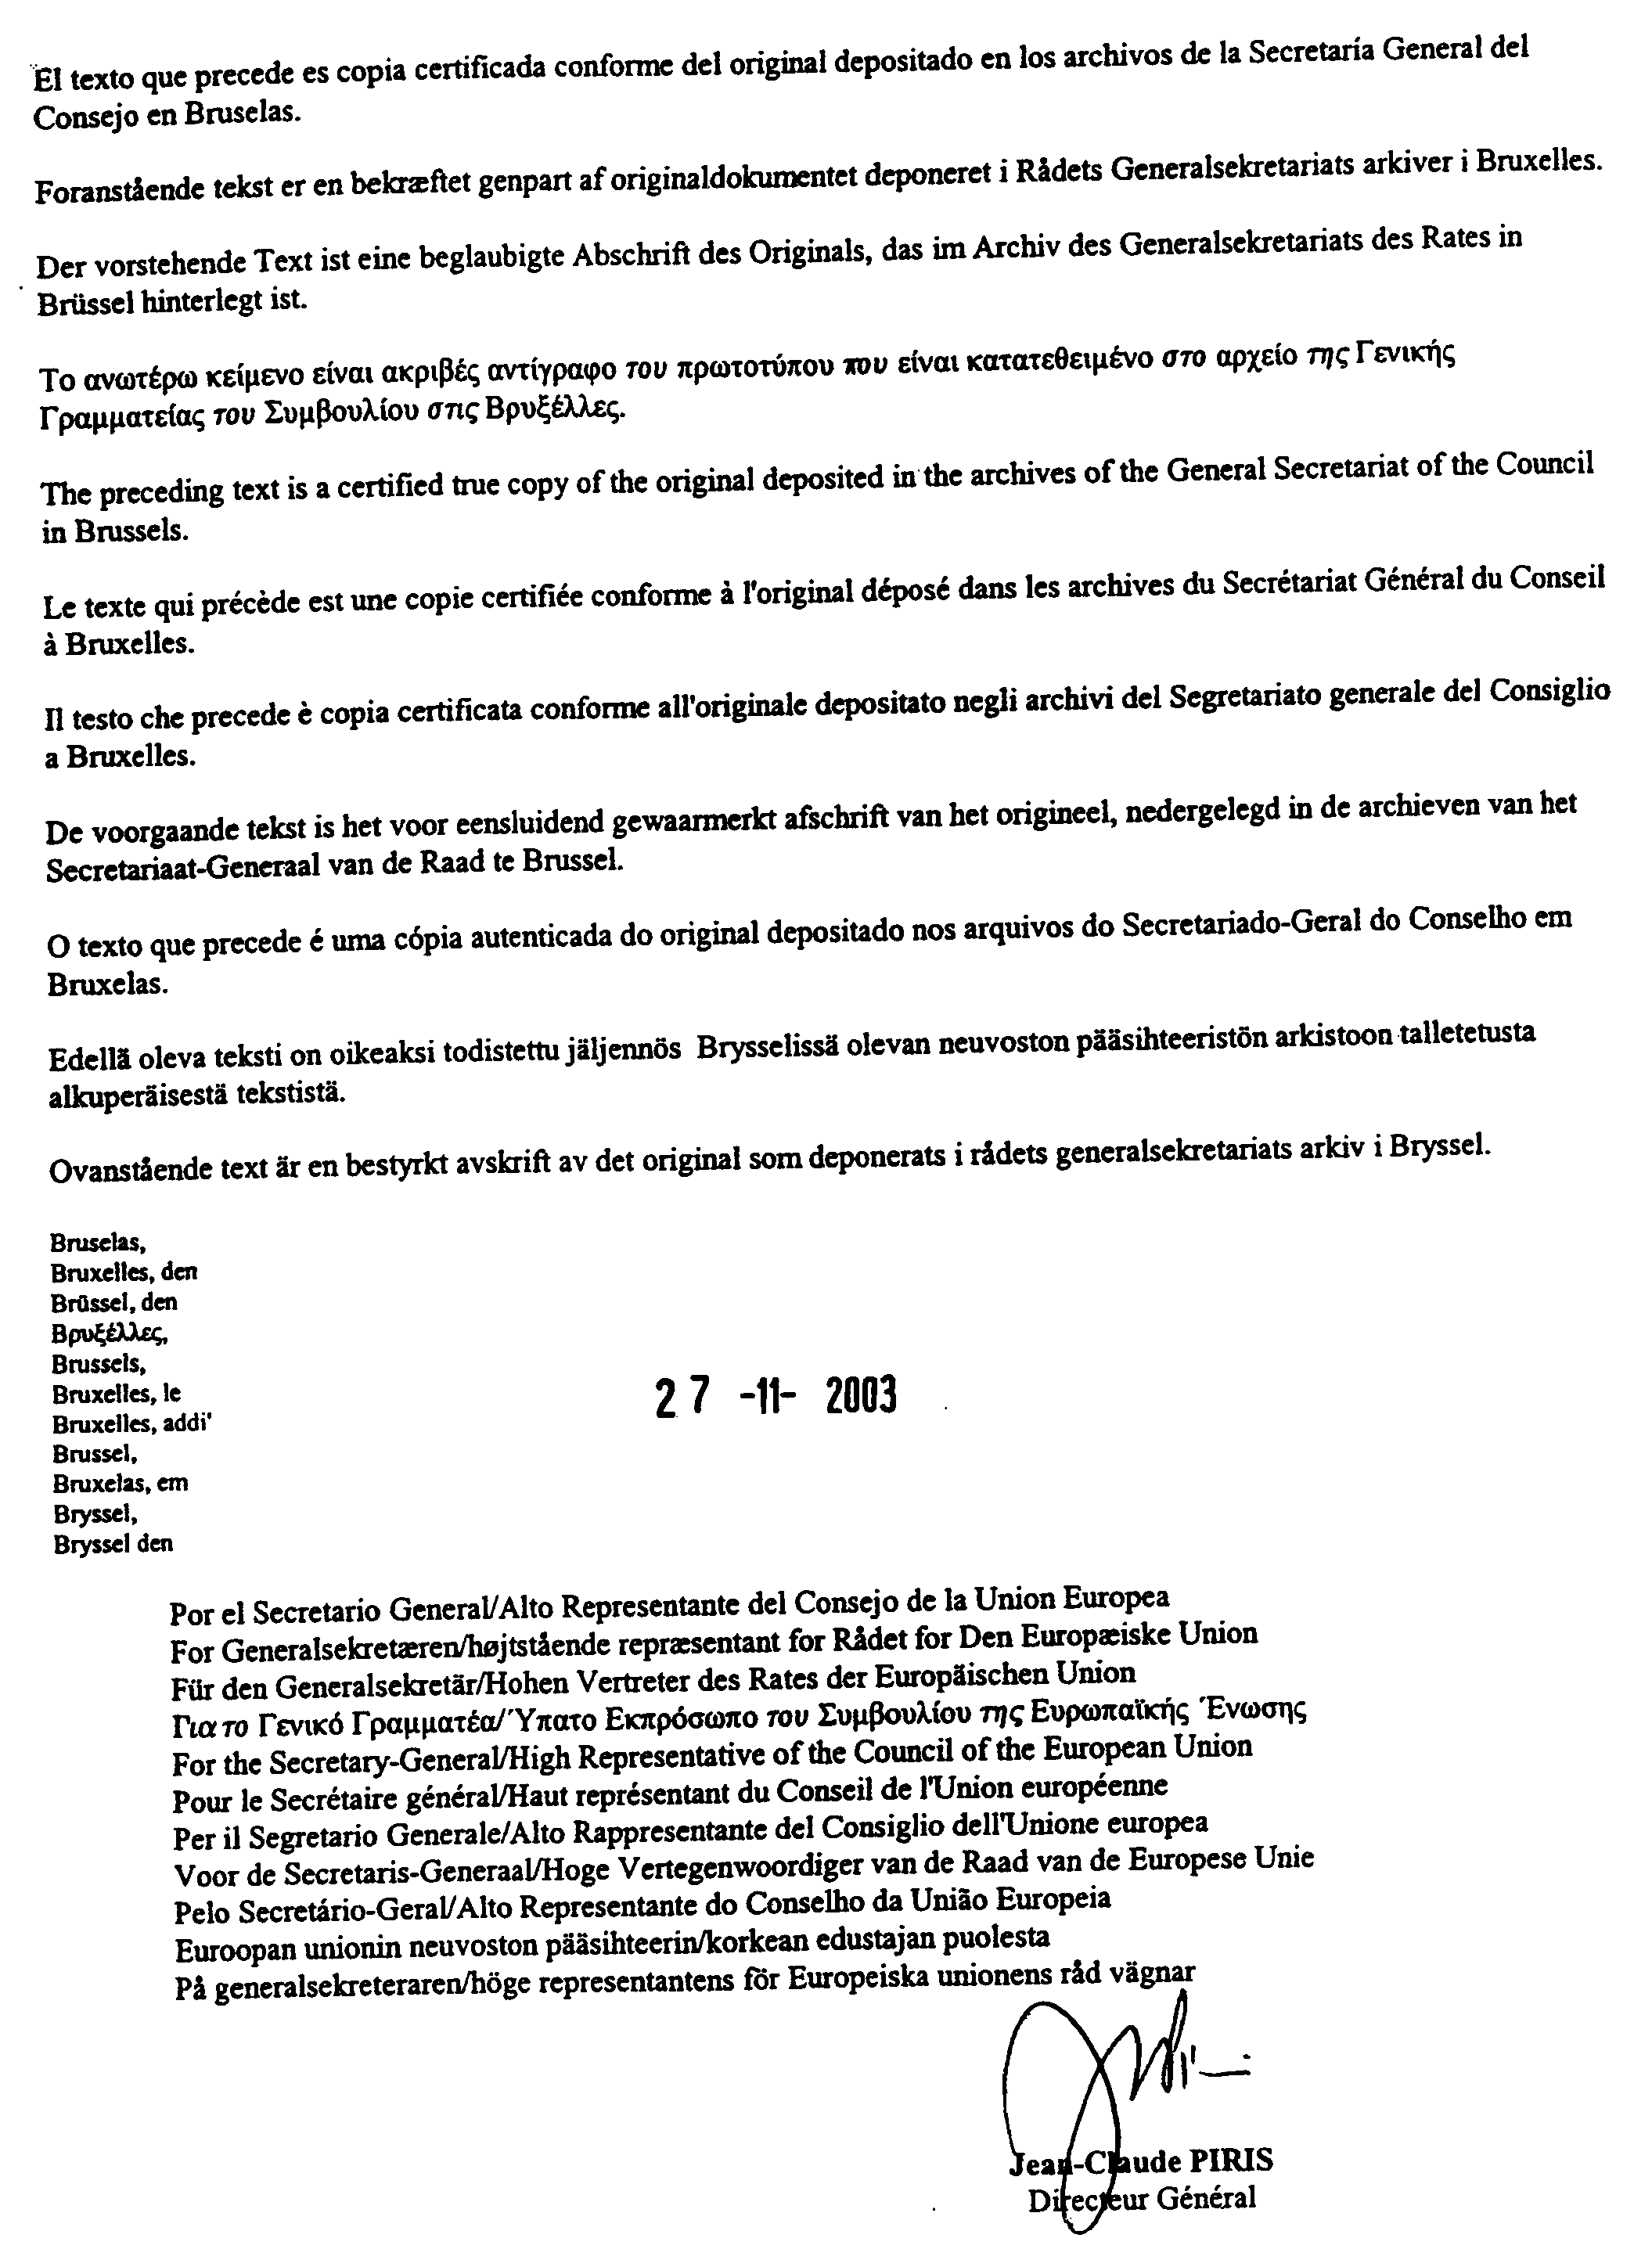 El texto que precede es copia certificada conforme del original depositado en los archivos de la Secretaría General del
Consejo en Bruselas.
Foranstående tekst er en bekræftet genpart af originaldokumentet deponeret i Rådets Generalsekretariats arkiver i Bruxelles.
Der vorstehende Text ist eine beglaubigte Abschrift des Originals, das im Archiv des Generalsekretariats des Rates in
Brüssel hinterlegt ist.
Το ανωτέρω κείμενο είναι ακριβές αντίγραφο του πρωτοτύπου που είναι κατατεθειμένο στο αρχείο της Γενικής
Γραμματείας του Συμβουλίου στις Βρυξέλλες.
The preceding text is a certified true copy of the original deposited in the archives of the General Secretariat of the Council
in Brussels.
Le texte qui précède est une copie certifiée conforme à l'original déposé dans les archives du Secrétariat Général du Conseil
à Bruxelles.
Il testo che precede è copia certificata conforme all'originale depositato negli archivi del Segretariato generale del Consiglio
a Bruxelles.
De voorgaande tekst is het voor eensluidend gewaarmerkt afschrift van het origineel, nedergelegd in de archieven van het
Secretariaat-Generaal van de Raad te Brussel.
O texto que precede é uma cópia autenticada do original depositado nos arquivos do Secretariado-Geral do Conselho em
Bruxelas.
Edellä oleva teksti on oikeaksi todistettu jäljennös Brysselissä olevan neuvoston pääsihteeristön arkistoon talletetusta
alkuperäisestä tekstistä.
Ovanstående text är en bestyrkt avskrift av det original som deponerats i rådets generalsekretariats arkiv i Bryssel.
Bruselas,
Bruxelles, den
Brüssel, den
Βρυξέλλες,
Brussels,
Bruxelles, le
Bruxelles, addi'
Brussel,
Bruxelas, em
Bryssel,
Bryssel den
27 -11- 2003
Por el Secretario General/Alto Representante del Consejo de la Union Europea
For Generalsekretæren/højtstående repræsentant for Rådet for Den Europæiske Union
Für den Generalsekretär/Hohen Vertreter des Rates der Europäischen Union
Για το Γενικό Γραμματέα/Ύπατο Εκπρόσωπο του Συμβουλίου της Ευρωπαϊκής Ένωσης
For the Secretary-General/High Representative of the Council of the European Union
Pour le Secrétaire général/Haut représentant du Conseil de l'Union européenne
Per il Segretario Generale/Alto Rappresentante del Consiglio dell'Unione europea
Voor de Secretaris-Generaal/Hoge Vertegenwoordiger van de Raad van de Europese Unie
Pelo Secretário-Geral/Alto Representante do Conselho da União Europeia
Euroopan unionin neuvoston pääsihteerin/korkean edustajan puolesta
På generalsekreteraren/höge representantens för Europeiska unionens råd vägnar
Jean-Claude PIRIS
Directeur Général